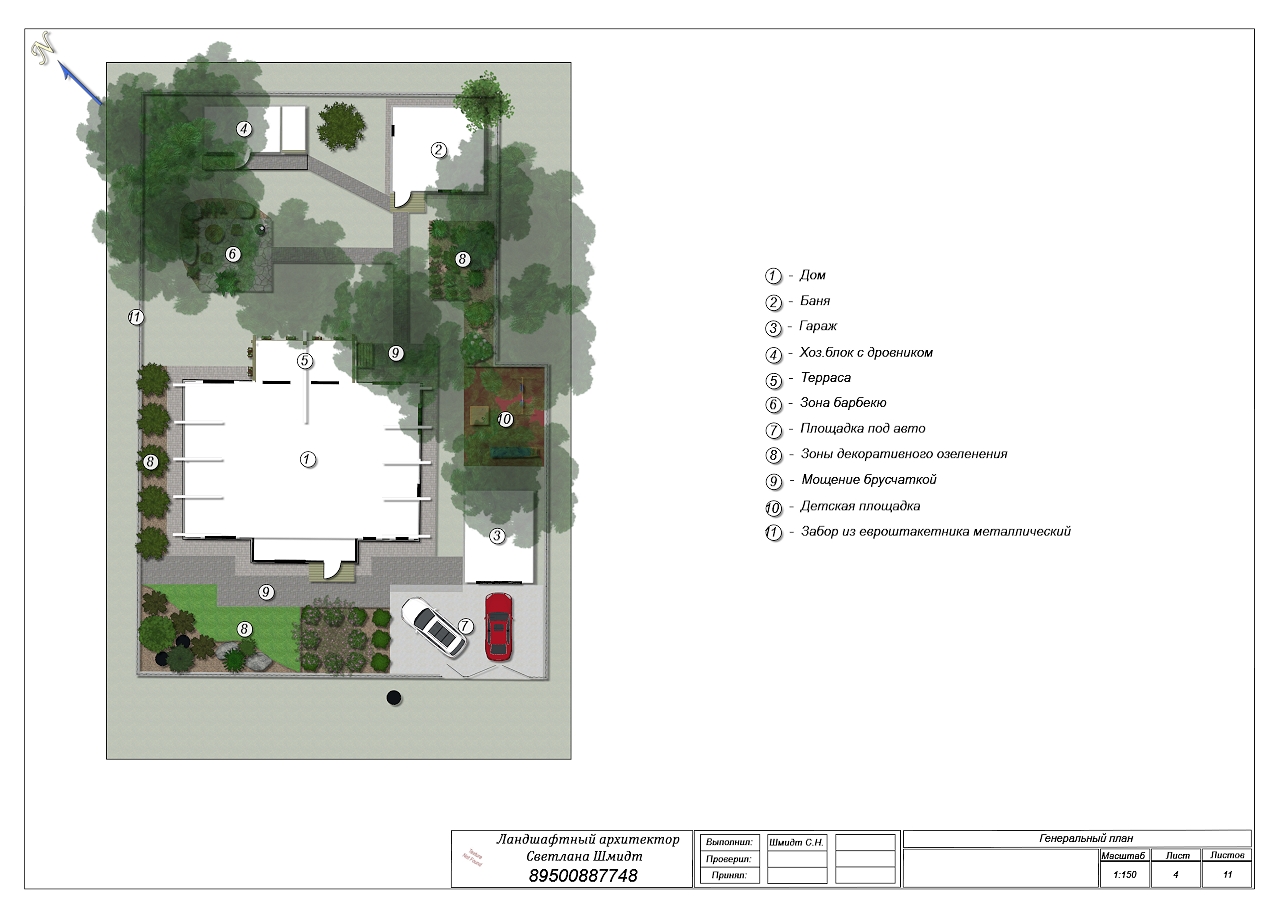 N
4
2
6
8
11
9
5
10
8
1
3
9
7
8
1 - Дом
2 - Баня
3 - Гараж
4 - Хоз.блок с дровником
5 - Терраса
6 - Зона барбекю
7 - Площадка под авто
8 - Зоны декоративного озеленения
9 - Мощение брусчаткой
10 - Детская площадка
11 - Забор из евроштакетника металлический
Texture
Not Found
Ландшафтный архитектор
Светлана Шмидт
89500887748
Выполнил: Шмидт С.Н.
Проверил:
Принял:
Генеральный план
Масштаб Лист Листов
1:150 4 11